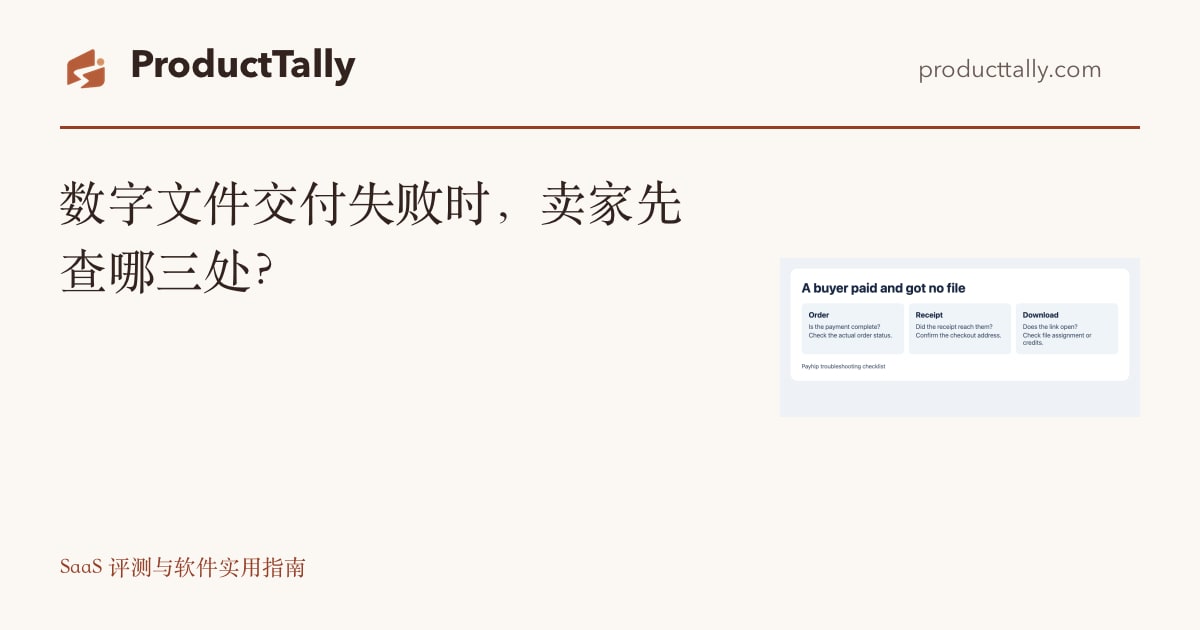 ProductTally
producttally.com
数字文件交付失败时，卖家先
查哪三处？
A buyer paid and got no file
Order
Is the payment complete?
Check the actual order status.
Receipt
Did the receipt reach them?
Confirm the checkout address.
Download
Does the link open?
Check file assignment or
credits.
Payhip troubleshooting checklist
SaaS 评测与软件实用指南